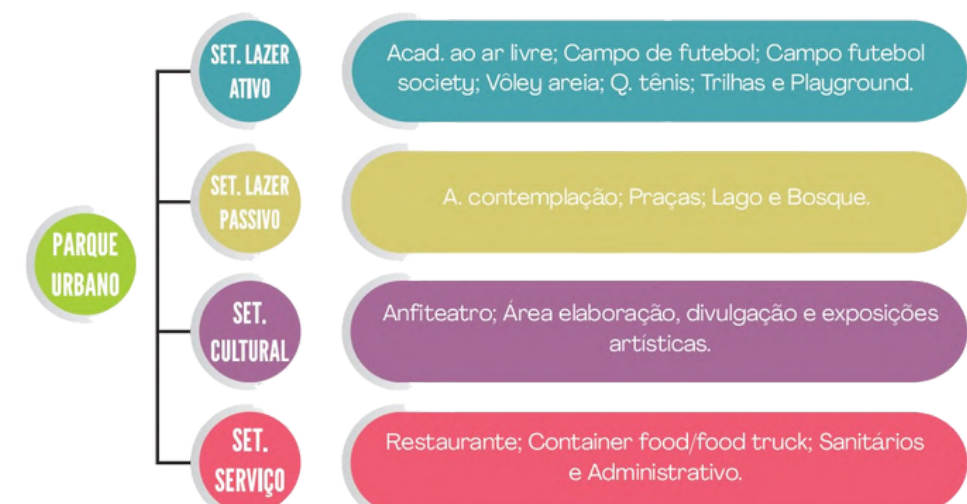 PARQUE
URBANO
SET. LAZER
ATIVO
Acad. ao ar livre; Campo de futebol; Campo futebol
society; Vôley areia; Q. tênis; Trilhas e Playground.
SET. LAZER
PASSIVO
A. contemplação; Praças; Lago e Bosque.
SET.
CULTURAL
Anfiteatro; Área elaboração, divulgação e exposições
artísticas.
SET.
SERVIÇO
Restaurante; Container food/food truck; Sanitários
e Administrativo.